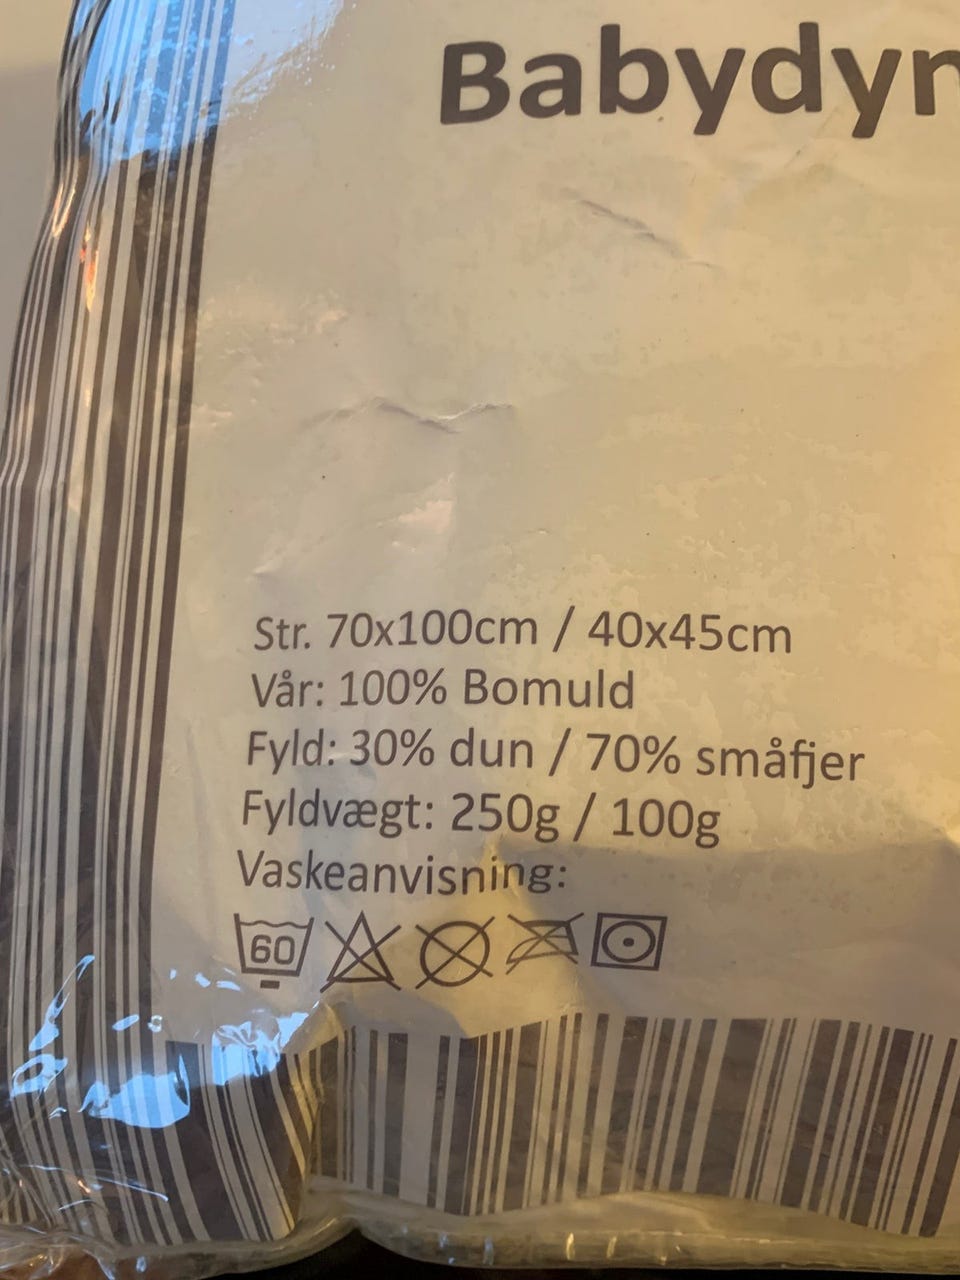 Babydyn
Str. 70x100cm / 40x45cm
Vår: 100% Bomuld
Fyld: 30% dun / 70% småfjer
Fyldvægt: 250g / 100g
Vaskeanvisning:
60